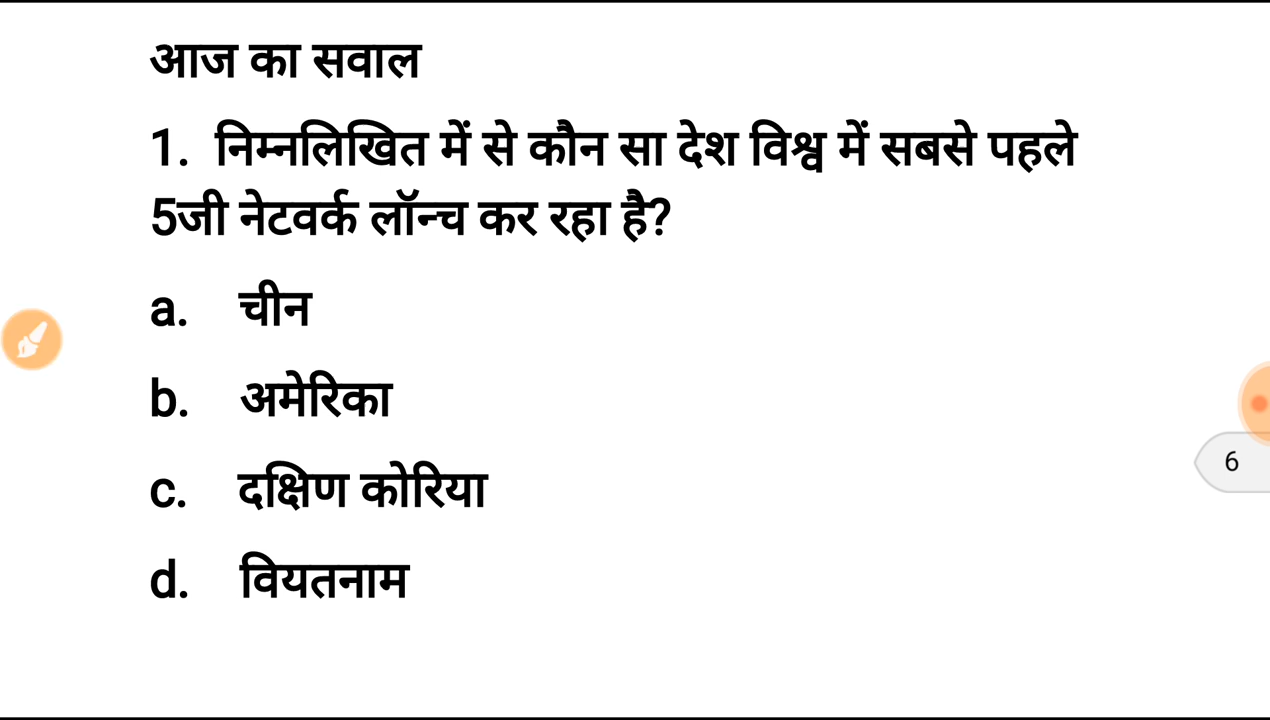 आज का सवाल
1. निम्नलिखित में से कौन सा देश विश्व में सबसे पहले
5जी नेटवर्क लॉन्च कर रहा है?
a. चीन
b. अमेरिका
6
c. दक्षिण कोरिया
d. वियतनाम